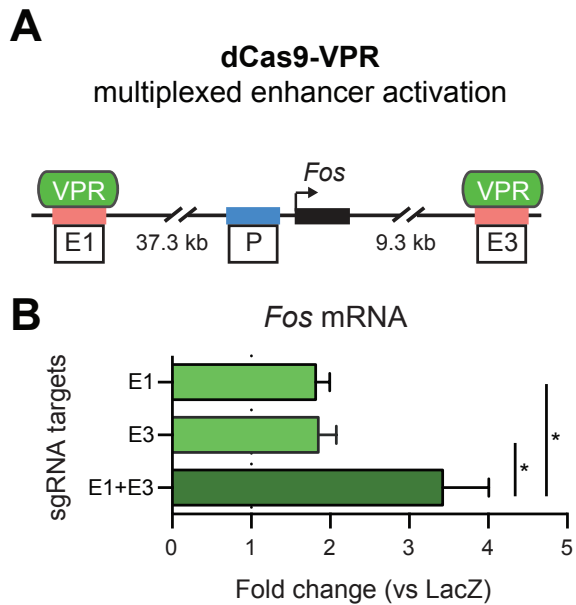 A
dCas9-VPR
multiplexed enhancer activation
Fos
VPR
VPR
E1
37.3 kb
P
9.3 kb
E3
B
Fos mRNA
sgRNA targets
E1
E3
E1+E3
*
*
0 1 2 3 4 5
Fold change (vs LacZ)